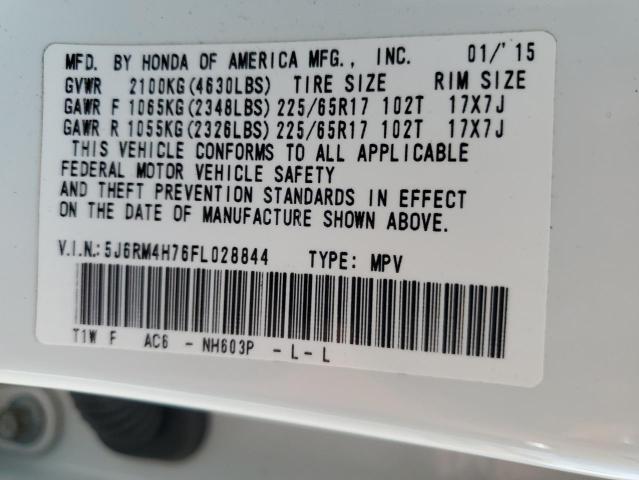 MFD. BY HONDA OF AMERICA MFG., INC. 01/'15
GVWR 2100KG(4630LBS) TIRE SIZE RIM SIZE
GAWR F 1065KG(2348LBS) 225/65R17 102T 17X7J
GAWR R 1055KG(2326LBS) 225/65R17 102T 17X7J
THIS VEHICLE CONFORMS TO ALL APPLICABLE
FEDERAL MOTOR VEHICLE SAFETY
AND THEFT PREVENTION STANDARDS IN EFFECT
ON THE DATE OF MANUFACTURE SHOWN ABOVE.
V.I.N.: 5J6RM4H76FL028844 TYPE: MPV
T1W F AC6 - NH603P - L - L